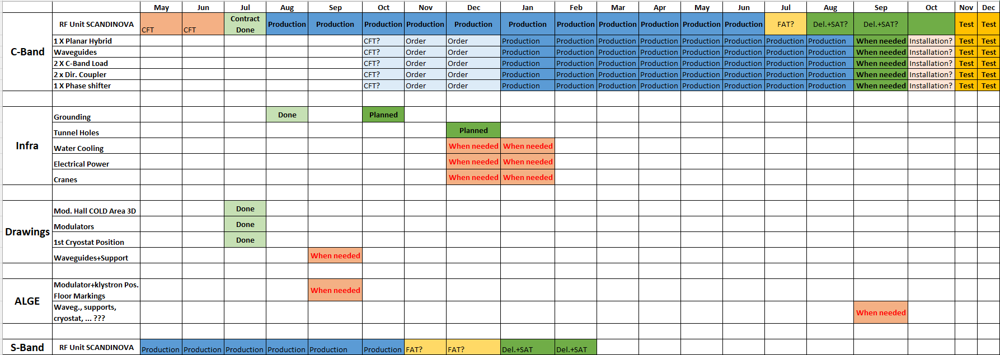 May Jun Jul Aug Sep Oct Nov Dec Jan Feb Mar Apr May Jun Jul Aug Sep Oct Nov Dec
C-Band
RF Unit SCANDINOVA CFT CFT Contract Done Production Production Production Production Production Production Production Production Production Production Production FAT? Del.+SAT? Del.+SAT? Test Test
1 X Planar Hybrid CFT? Order Order Production Production Production Production Production Production Production Production When needed Installation? Test Test
Waveguides CFT? Order Order Production Production Production Production Production Production Production Production When needed Installation? Test Test
2 X C-Band Load CFT? Order Order Production Production Production Production Production Production Production Production When needed Installation? Test Test
2 x Dir. Coupler CFT? Order Order Production Production Production Production Production Production Production Production When needed Installation? Test Test
1 X Phase shifter CFT? Order Order Production Production Production Production Production Production Production Production When needed Installation? Test Test
Infra
Grounding Done Planned
Tunnel Holes Planned
Water Cooling When needed When needed
Electrical Power When needed When needed
Cranes When needed When needed
Drawings
Mod. Hall COLD Area 3D Done
Modulators Done
1st Cryostat Position Done
Waveguides+Support When needed
ALGE
Modulator+klystron Pos.
Floor Markings When needed
Waveg., supports,
cryostat, ... ??? When needed
S-Band
RF Unit SCANDINOVA Production Production Production Production Production Production FAT? FAT? Del.+SAT Del.+SAT